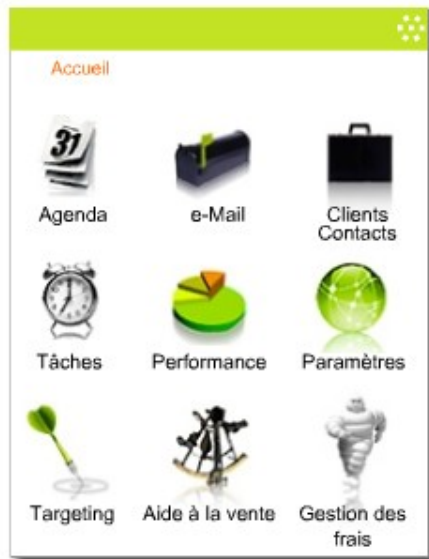 Accueil
31
Agenda
e-Mail
Clients
Contacts
Tâches
Performance
Paramètres
Targeting
Aide à la vente
Gestion des
frais